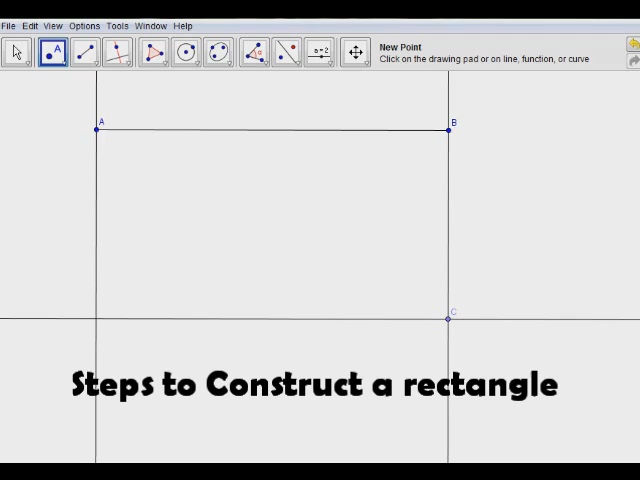 File Edit View Options Tools Window Help
A
a=2
New Point
Click on the drawing pad or on line, function, or curve
A
B
C
Steps to Construct a rectangle